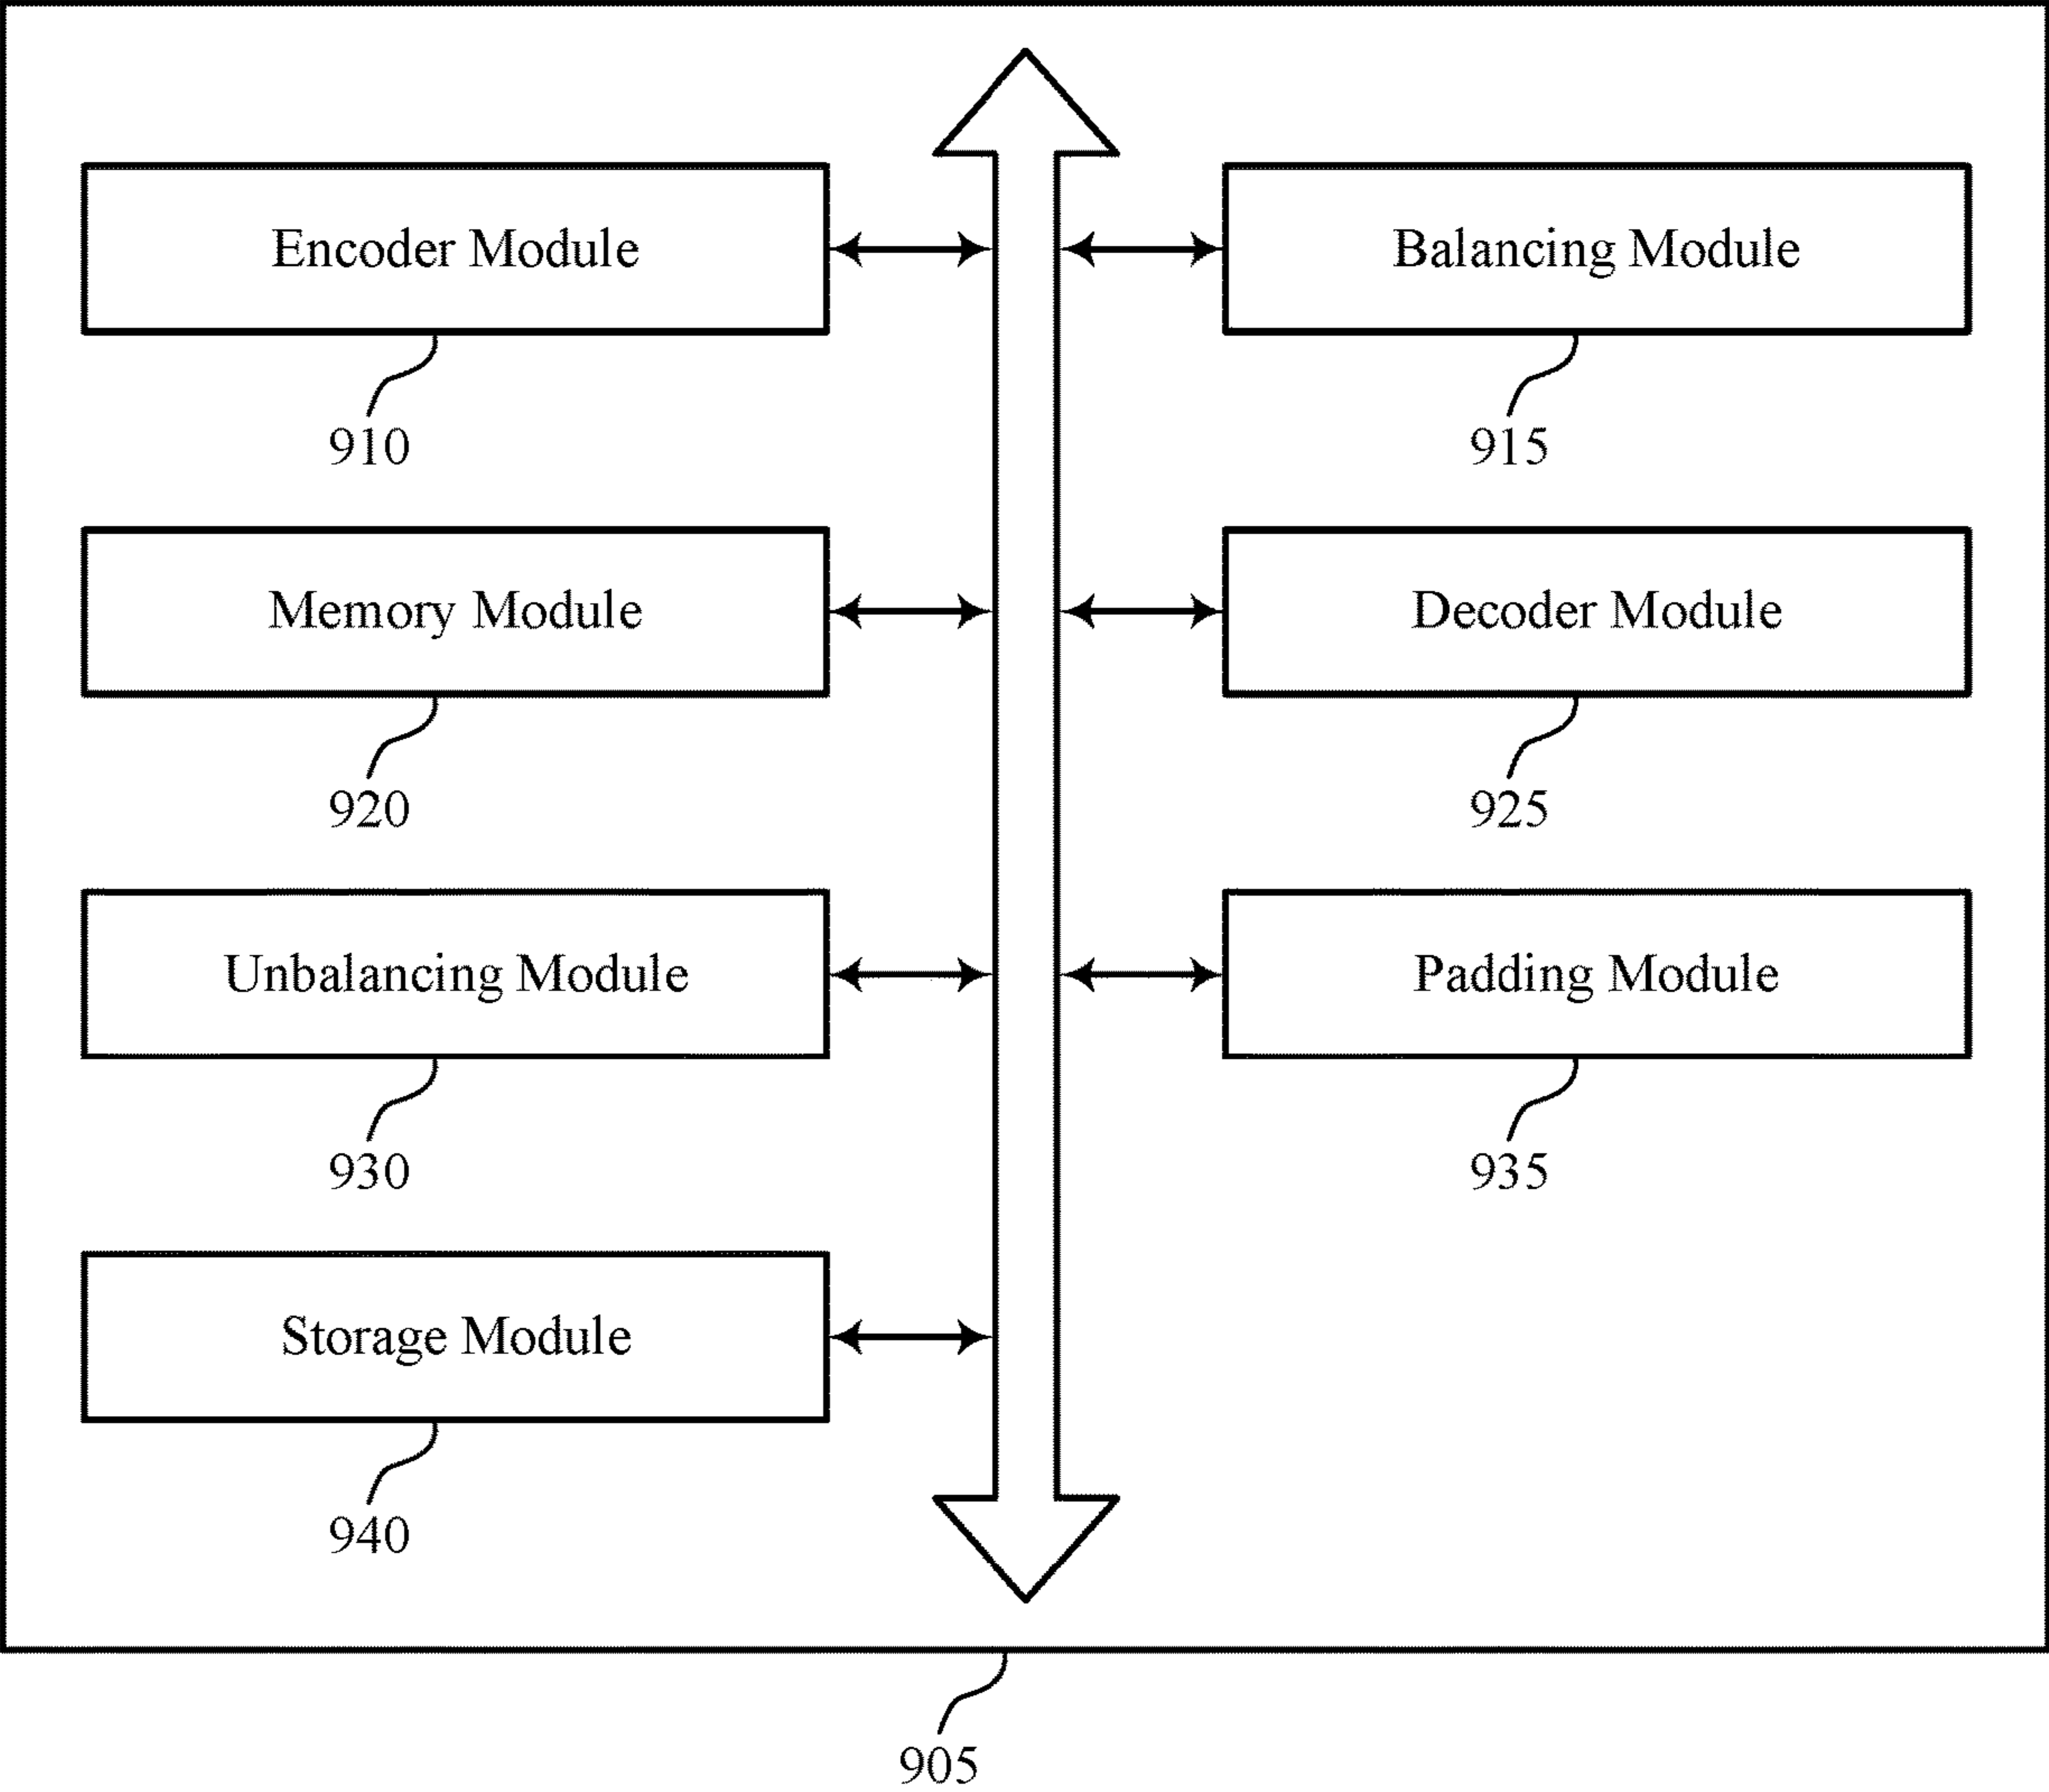 Encoder Module
Balancing Module
910
915
Memory Module
Decoder Module
920
925
Unbalancing Module
Padding Module
930
935
Storage Module
940
905